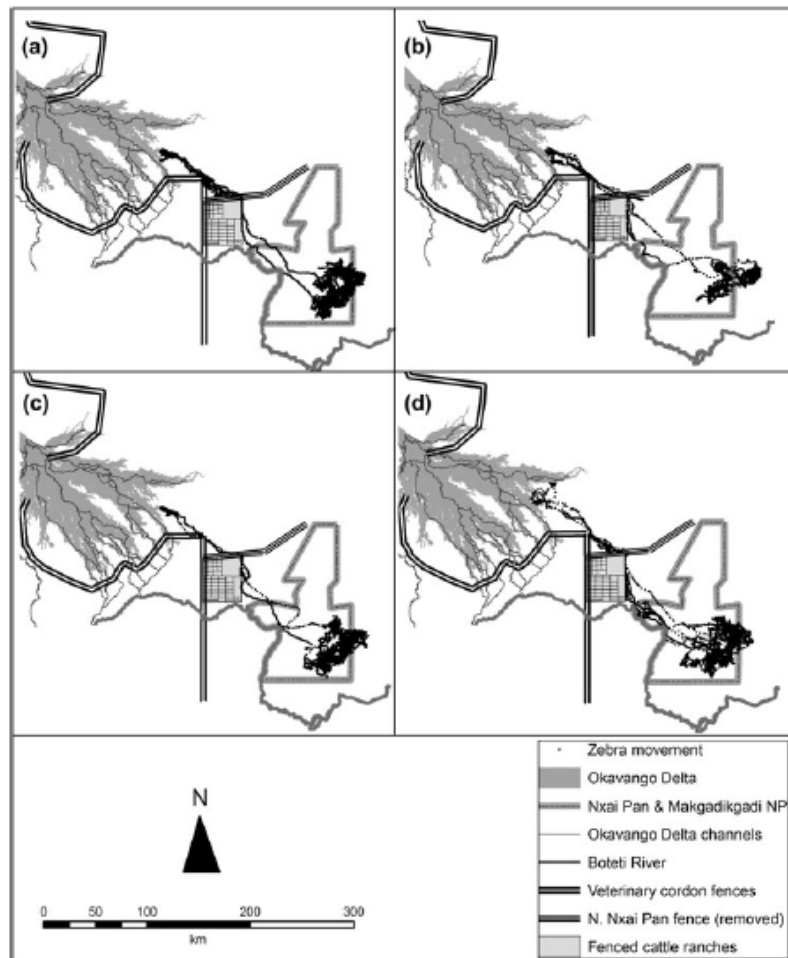 (a)
(b)
(c)
(d)
N
0 50 100 200 300
km
Zebra movement
Okavango Delta
Nxai Pan & Makgadikgadi NP
Okavango Delta channels
Boteti River
Veterinary cordon fences
N. Nxai Pan fence (removed)
Fenced cattle ranches